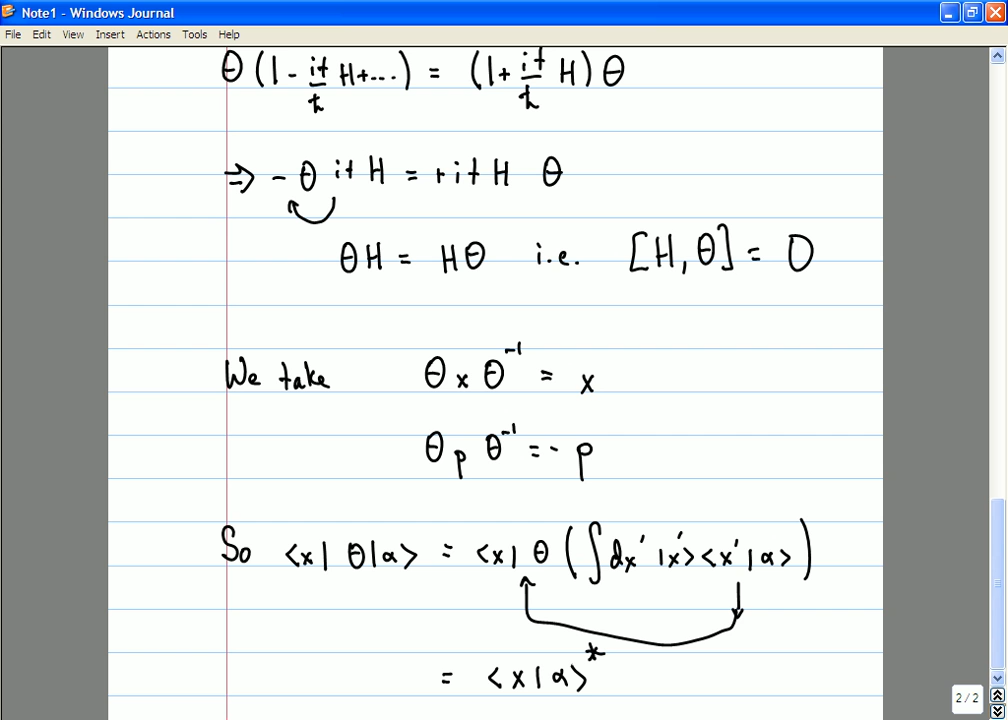 Note1 - Windows Journal
File Edit View Insert Actions Tools Help
Θ (1 - it/ħ H + ...) = (1 + it/ħ H) Θ
⇒ - Θ it H = + it H Θ
ΘH = HΘ i.e. [H, Θ] = 0
We take Θ x Θ⁻¹ = x
Θ p Θ⁻¹ = - p
So <x| Θ|α> = <x| Θ (∫dx' |x'><x'|α>)
= <x|α>*
2 / 2